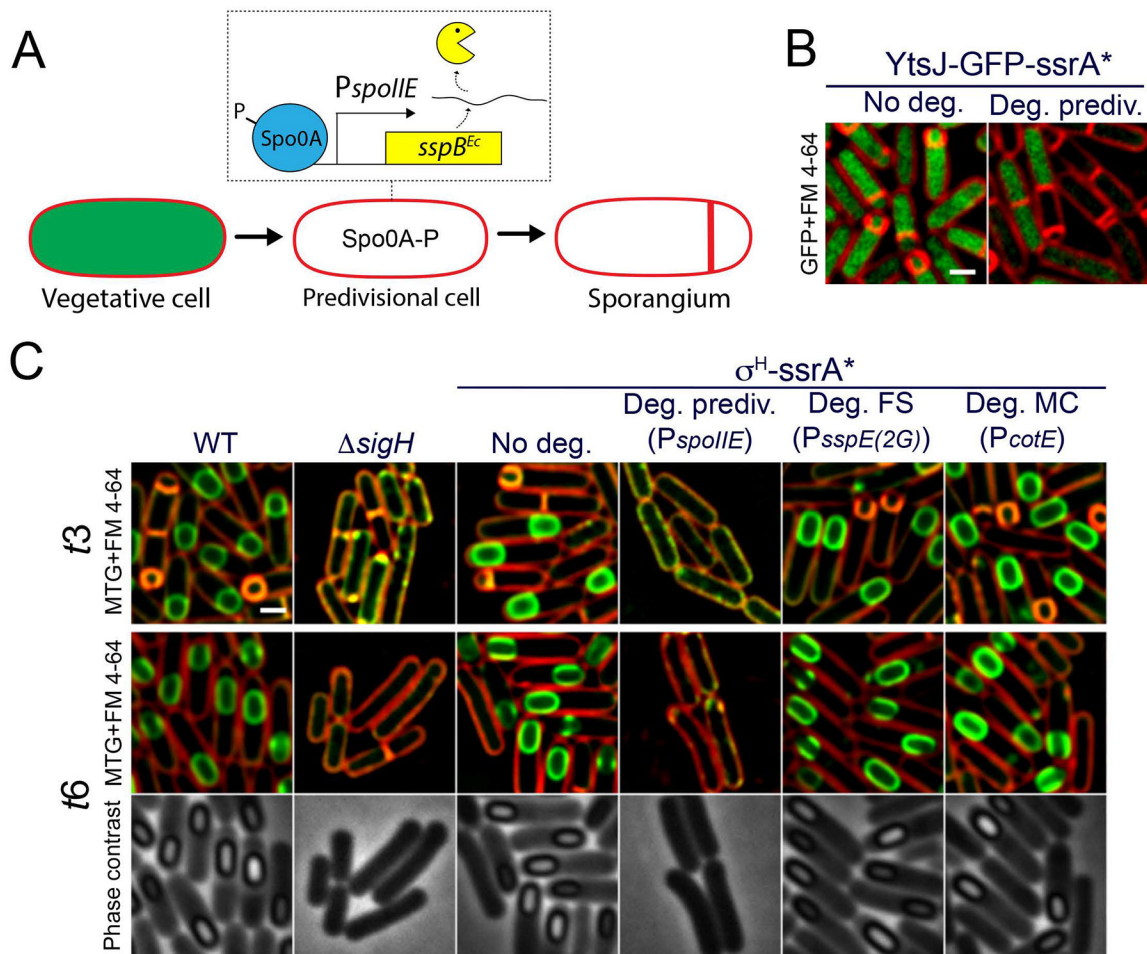 A
P
Spo0A
PspoIIE
sspB^Ec
Spo0A-P
Vegetative cell
Predivisional cell
Sporangium
B
YtsJ-GFP-ssrA*
No deg.
Deg. prediv.
GFP+FM 4-64
C
σ^H-ssrA*
WT
ΔsigH
No deg.
Deg. prediv.
(PspoIIE)
Deg. FS
(PsspE(2G))
Deg. MC
(PcotE)
t3
MTG+FM 4-64
t6
MTG+FM 4-64
Phase contrast